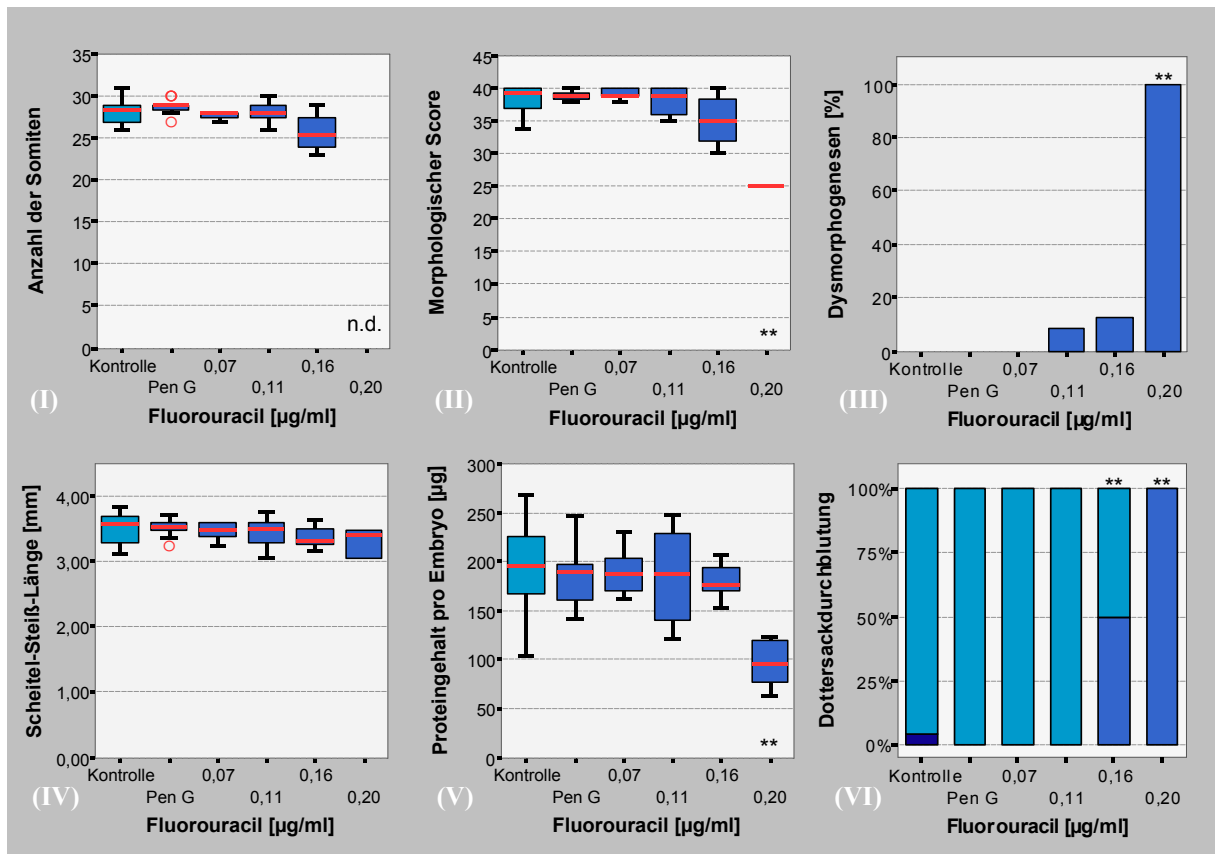 Anzahl der Somiten
35
30
25
20
15
10
5
0
n.d.
Kontrolle 0,07 0,16
Pen G 0,11 0,20
(I)
Fluorouracil [µg/ml]
Morphologischer Score
45
40
35
30
25
20
15
10
5
0
**
Kontrolle 0,07 0,16
Pen G 0,11 0,20
(II)
Fluorouracil [µg/ml]
Dysmorphogenesen [%]
100
80
60
40
20
0
**
Kontrolle 0,07 0,16
Pen G 0,11 0,20
(III)
Fluorouracil [µg/ml]
Scheitel-Steiß-Länge [mm]
4,00
3,00
2,00
1,00
0,00
Kontrolle 0,07 0,16
Pen G 0,11 0,20
(IV)
Fluorouracil [µg/ml]
Proteingehalt pro Embryo [µg]
300
250
200
150
100
50
0
**
Kontrolle 0,07 0,16
Pen G 0,11 0,20
(V)
Fluorouracil [µg/ml]
Dottersackdurchblutung
100%
75%
50%
25%
0%
** **
Kontrolle 0,07 0,16
Pen G 0,11 0,20
(VI)
Fluorouracil [µg/ml]